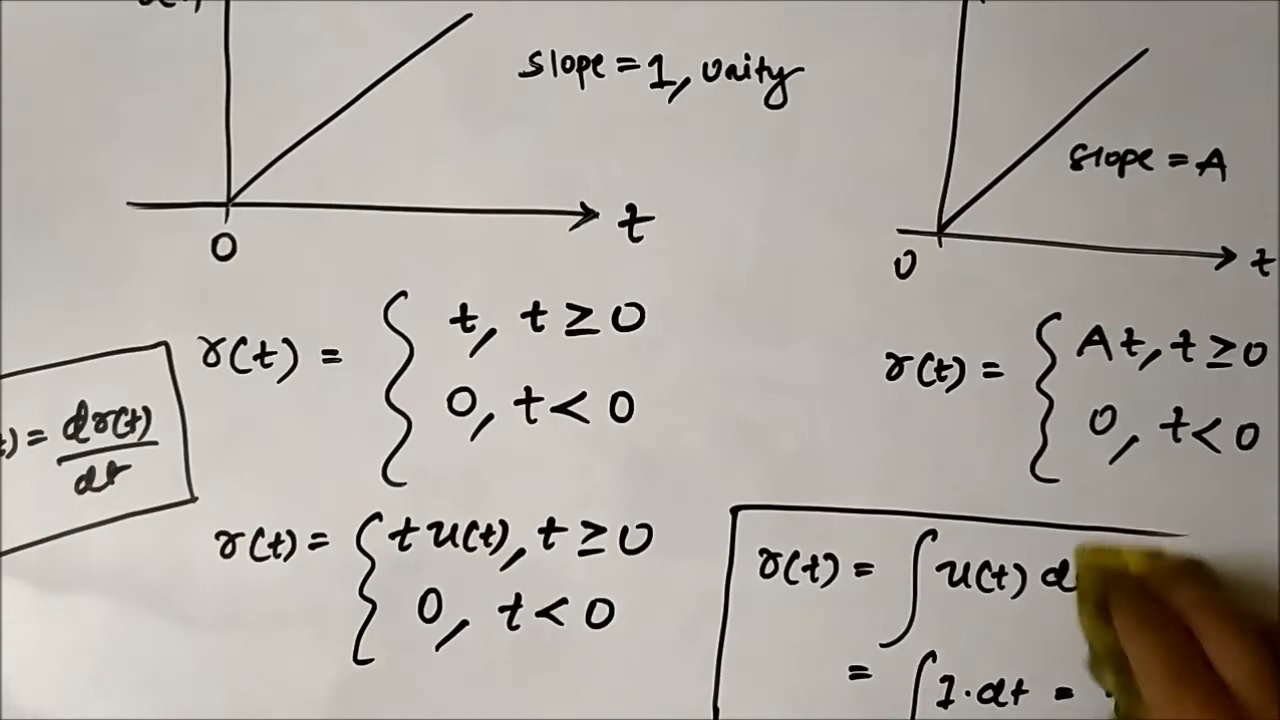 slope = 1, unity
t
0
slope = A
0
t
r(t) = { t, t ≥ 0
0, t < 0
r(t) = { At, t ≥ 0
0, t < 0
t) = dr(t)
dt
r(t) = { t u(t), t ≥ 0
0, t < 0
r(t) = ∫ u(t) d
= ∫ 1·dt =